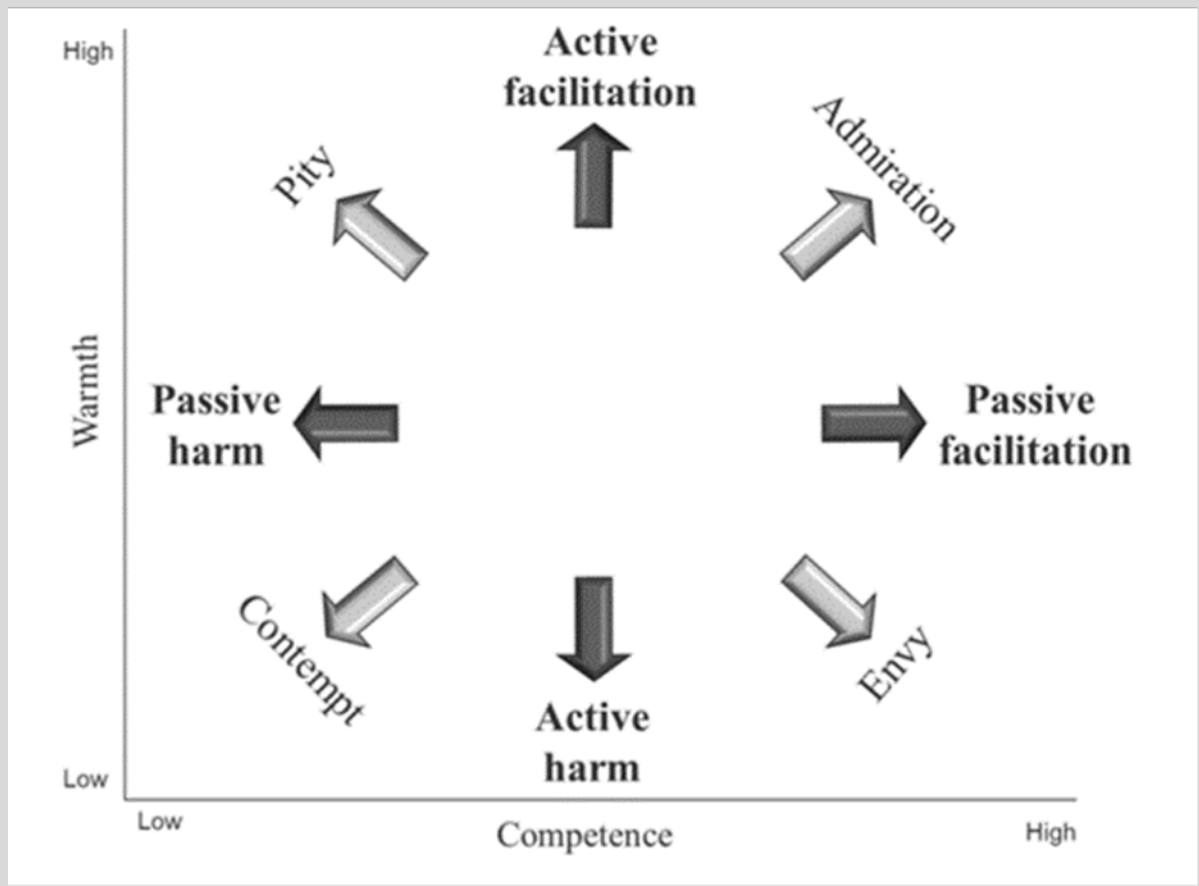 High
Active
facilitation
Admiration
Pity
Warmth
Passive
harm
Passive
facilitation
Contempt
Envy
Active
harm
Low
Low
Competence
High